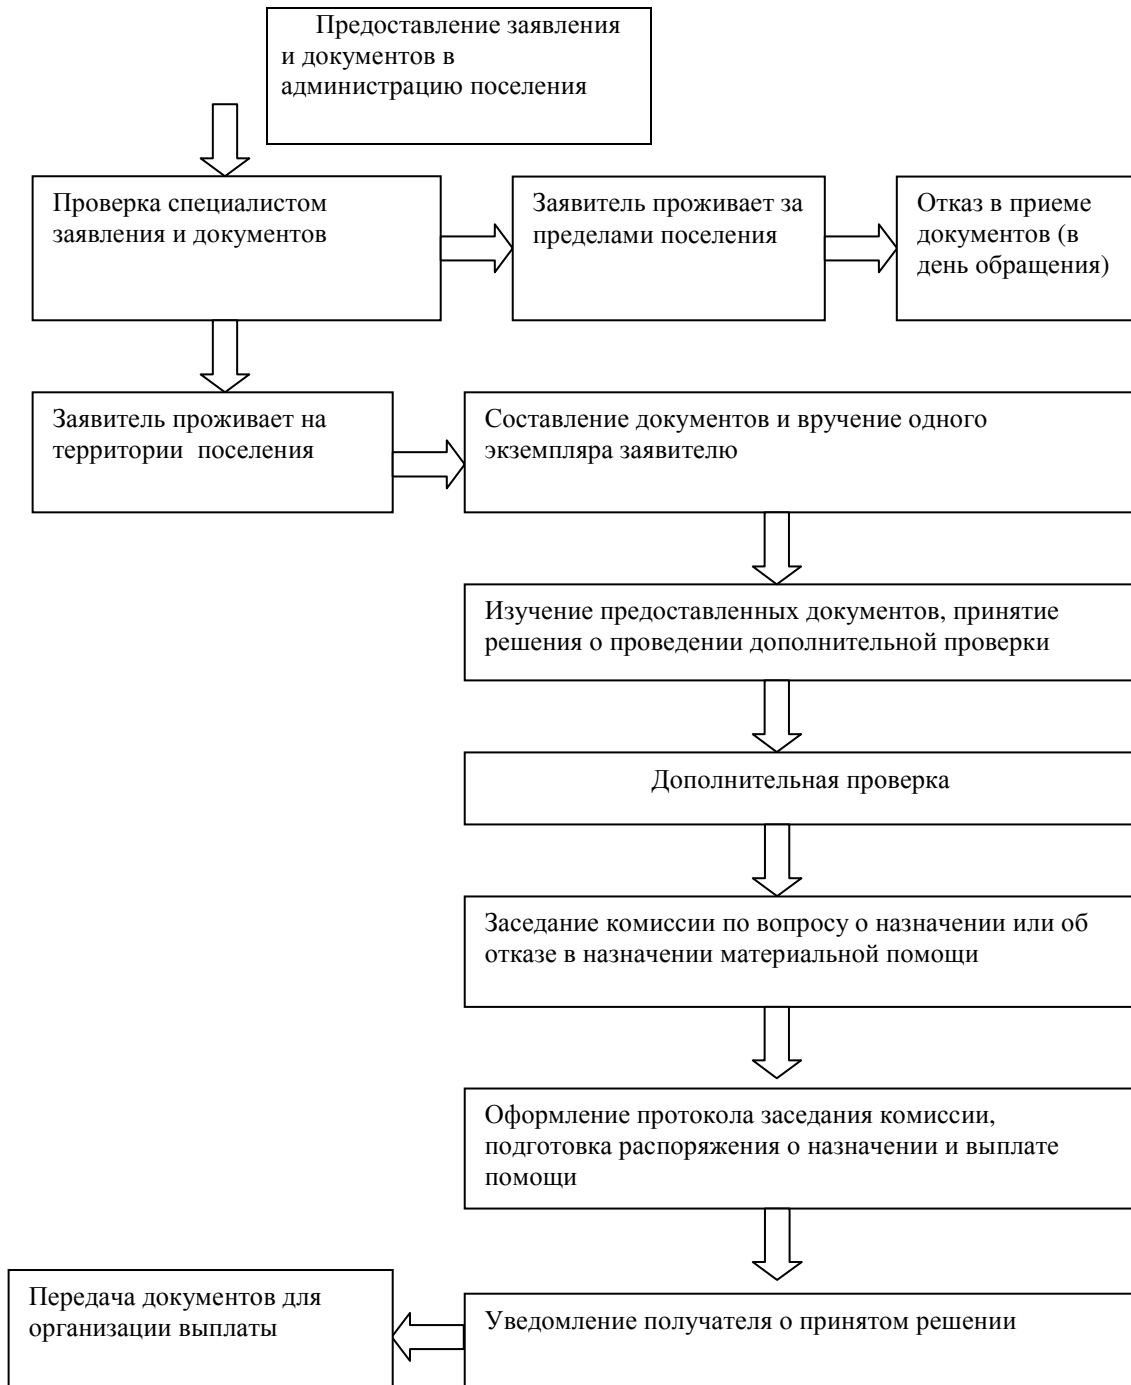 Предоставление заявления
и документов в
администрацию поселения
Проверка специалистом
заявления и документов
Заявитель проживает за
пределами поселения
Отказ в приеме
документов (в
день обращения)
Заявитель проживает на
территории поселения
Составление документов и вручение одного
экземпляра заявителю
Изучение предоставленных документов, принятие
решения о проведении дополнительной проверки
Дополнительная проверка
Заседание комиссии по вопросу о назначении или об
отказе в назначении материальной помощи
Оформление протокола заседания комиссии,
подготовка распоряжения о назначении и выплате
помощи
Передача документов для
организации выплаты
Уведомление получателя о принятом решении